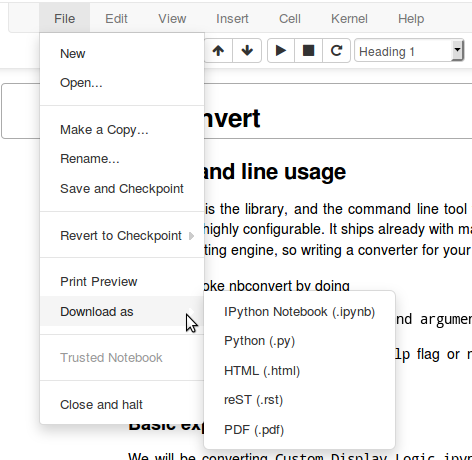 File Edit View Insert Cell Kernel Help
New
Heading 1
Open...
nvert
Make a Copy...
Rename...
and line usage
Save and Checkpoint
is the library, and the command line tool
highly configurable. It ships already with
Revert to Checkpoint
ting engine, so writing a converter for your
Print Preview
oke nbconvert by doing
Download as
IPython Notebook (.ipynb)
nd argumen
Python (.py)
Trusted Notebook
lp flag or
HTML (.html)
reST (.rst)
Close and halt
Basic
PDF (.pdf)
We will be converting Custom Display Logic.ipyn